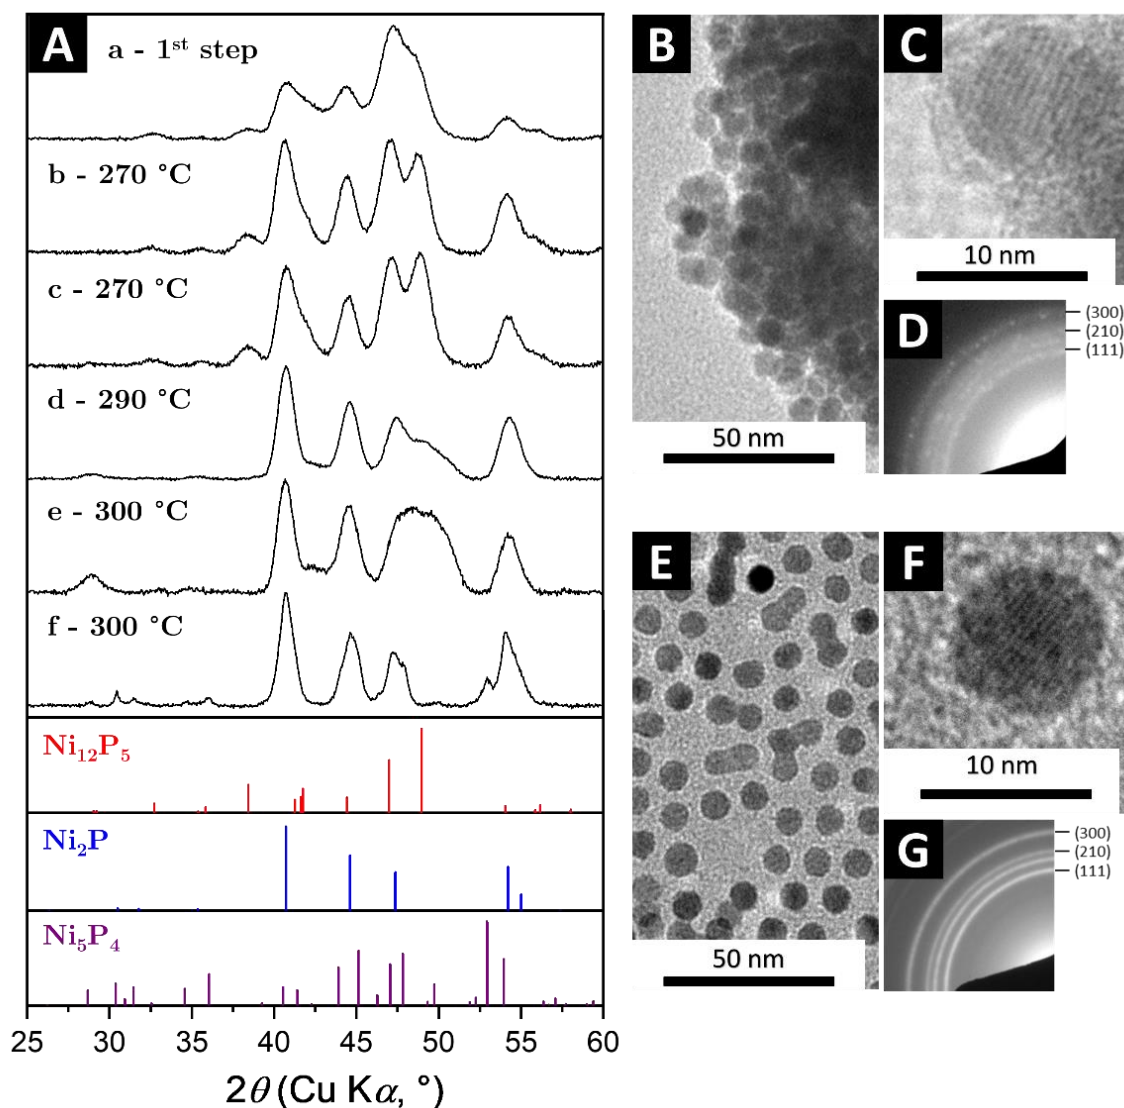 A
a - 1st step
b - 270 °C
c - 270 °C
d - 290 °C
e - 300 °C
f - 300 °C
Ni12P5
Ni2P
Ni5P4
25 30 35 40 45 50 55 60
2θ (Cu Kα, °)
B
50 nm
C
10 nm
D
(300)
(210)
(111)
E
50 nm
F
10 nm
G
(300)
(210)
(111)